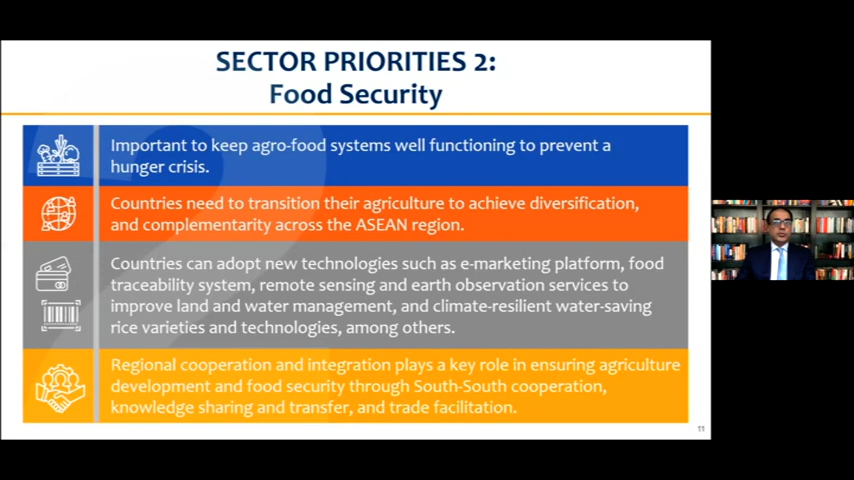 SECTOR PRIORITIES 2:
Food Security
Important to keep agro-food systems well functioning to prevent a
hunger crisis.
Countries need to transition their agriculture to achieve diversification,
and complementarity across the ASEAN region.
Countries can adopt new technologies such as e-marketing platform, food
traceability system, remote sensing and earth observation services to
improve land and water management, and climate-resilient water-saving
rice varieties and technologies, among others.
Regional cooperation and integration plays a key role in ensuring agriculture
development and food security through South-South cooperation,
knowledge sharing and transfer, and trade facilitation.
11